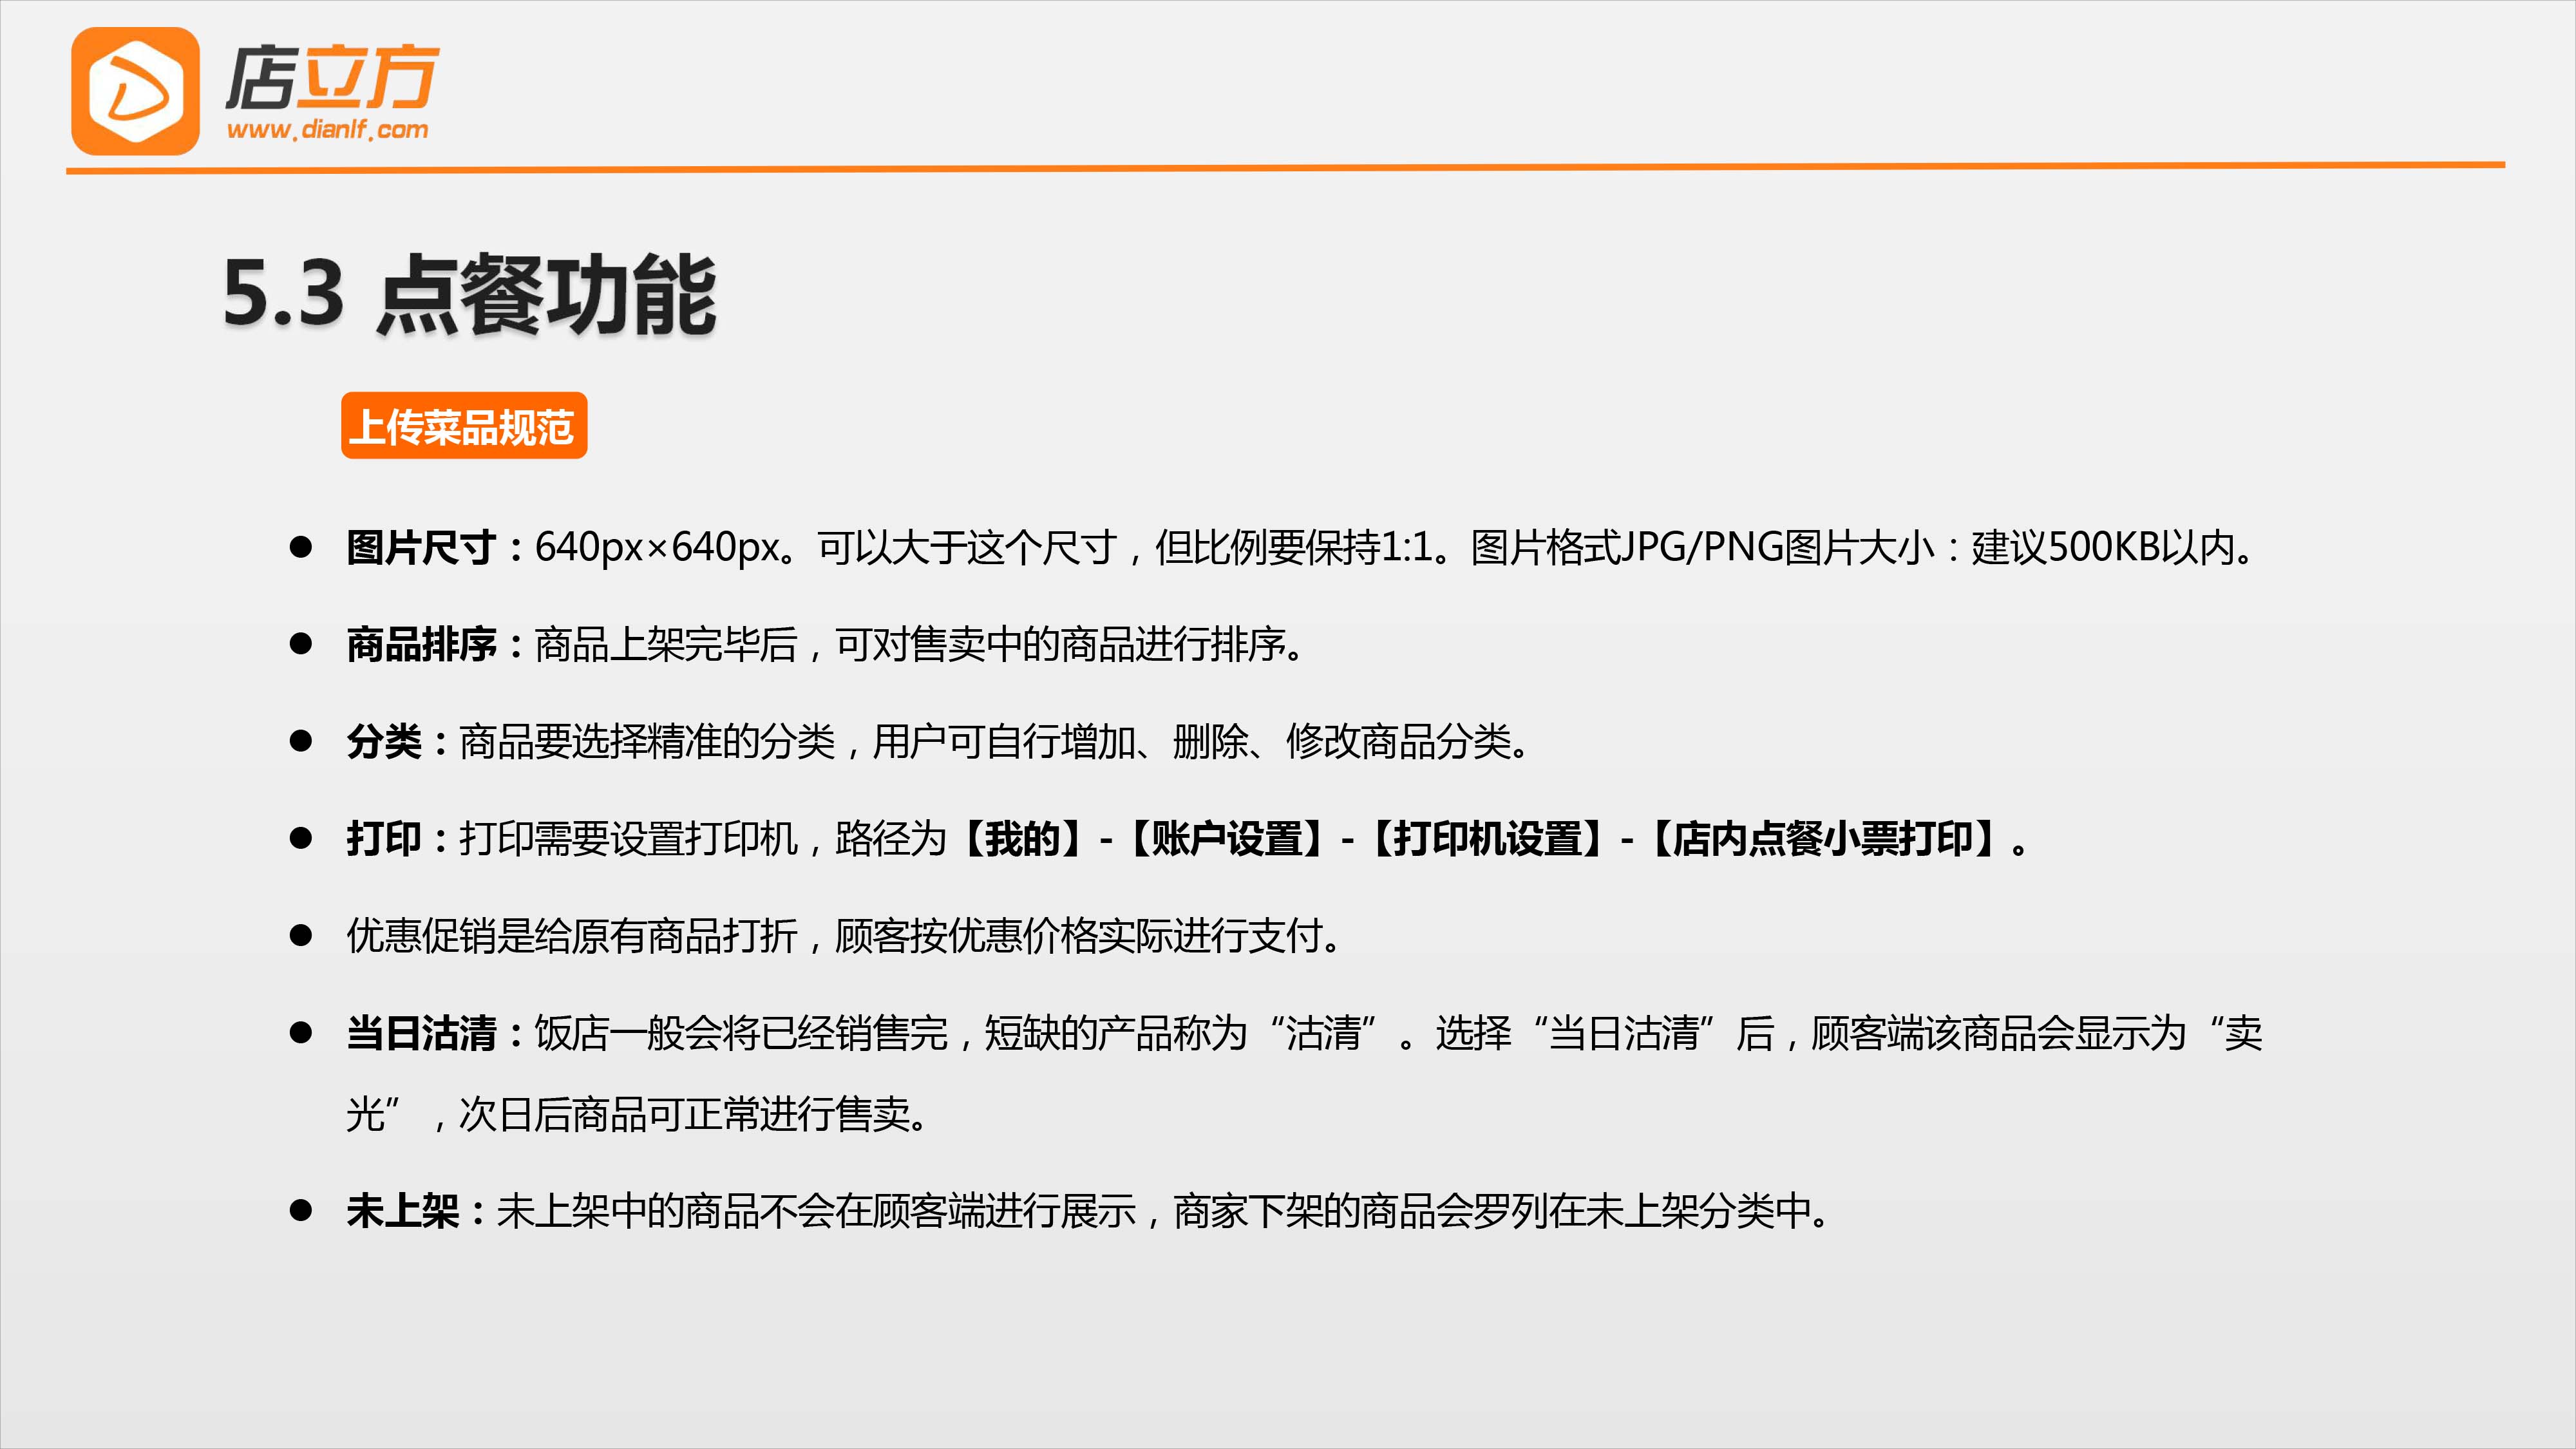 店立方
www.dianlf.com
5.3 点餐功能
上传菜品规范
● 图片尺寸：640px×640px。可以大于这个尺寸，但比例要保持1:1。图片格式JPG/PNG图片大小：建议500KB以内。
● 商品排序：商品上架完毕后，可对售卖中的商品进行排序。
● 分类：商品要选择精准的分类，用户可自行增加、删除、修改商品分类。
● 打印：打印需要设置打印机，路径为【我的】-【账户设置】-【打印机设置】-【店内点餐小票打印】。
● 优惠促销是给原有商品打折，顾客按优惠价格实际进行支付。
● 当日沽清：饭店一般会将已经销售完，短缺的产品称为“沽清”。选择“当日沽清”后，顾客端该商品会显示为“卖
光”，次日后商品可正常进行售卖。
● 未上架：未上架中的商品不会在顾客端进行展示，商家下架的商品会罗列在未上架分类中。